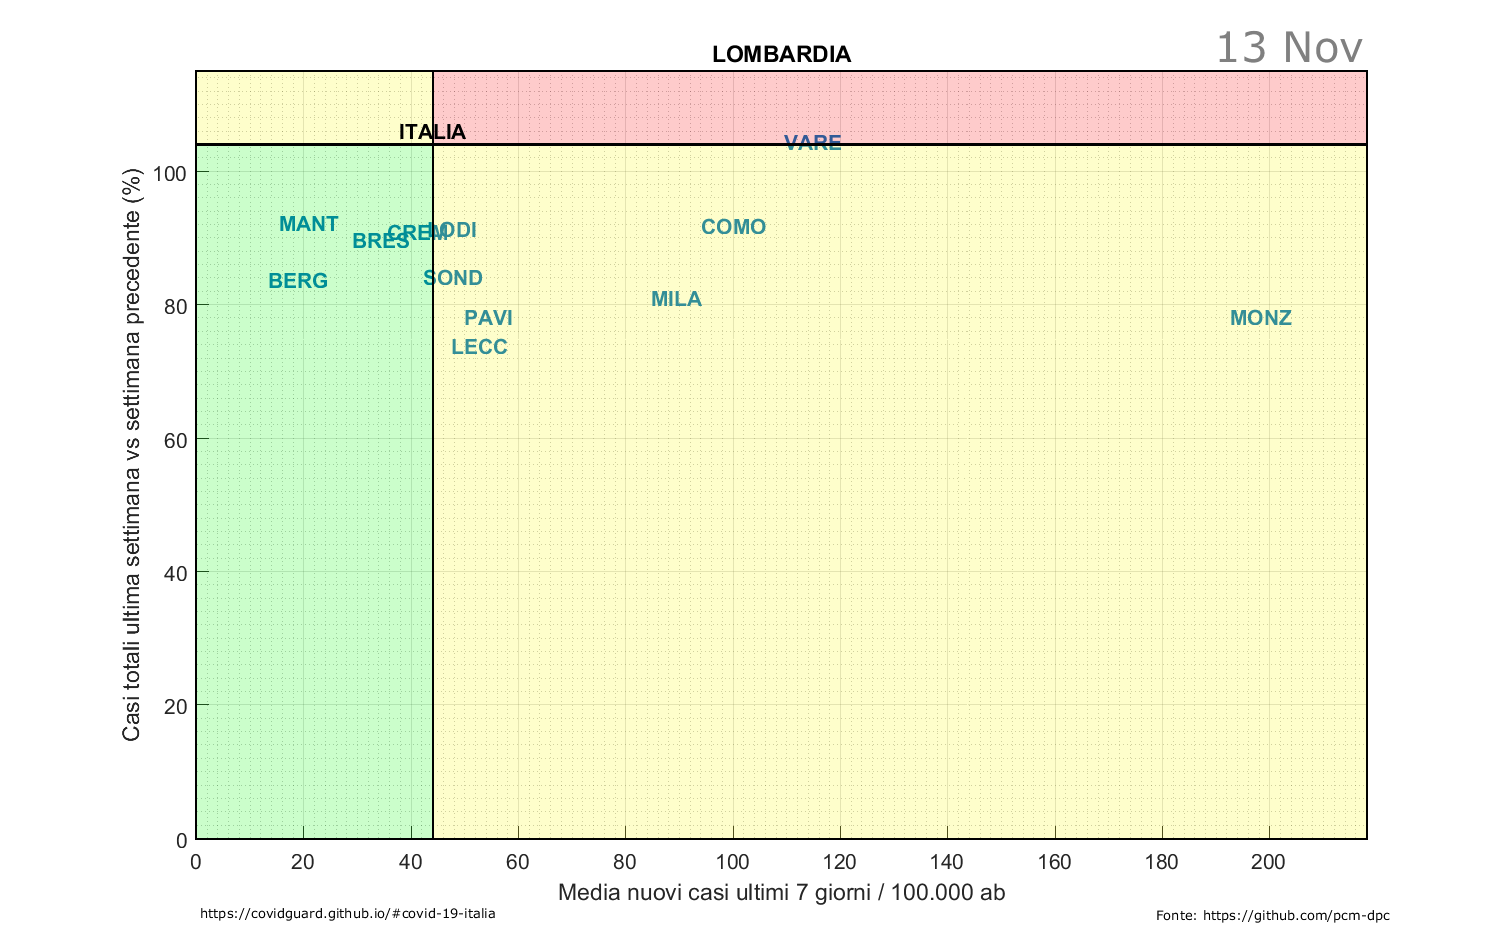 13 Nov
LOMBARDIA
ITALIA
VARE
100
MANT
CREM
LODI
COMO
BRES
BERG
SOND
MILA
80
PAVI
MONZ
LECC
60
40
20
0
Casi totali ultima settimana vs settimana precedente (%)
0 20 40 60 80 100 120 140 160 180 200
Media nuovi casi ultimi 7 giorni / 100.000 ab
https://covidguard.github.io/#covid-19-italia
Fonte: https://github.com/pcm-dpc